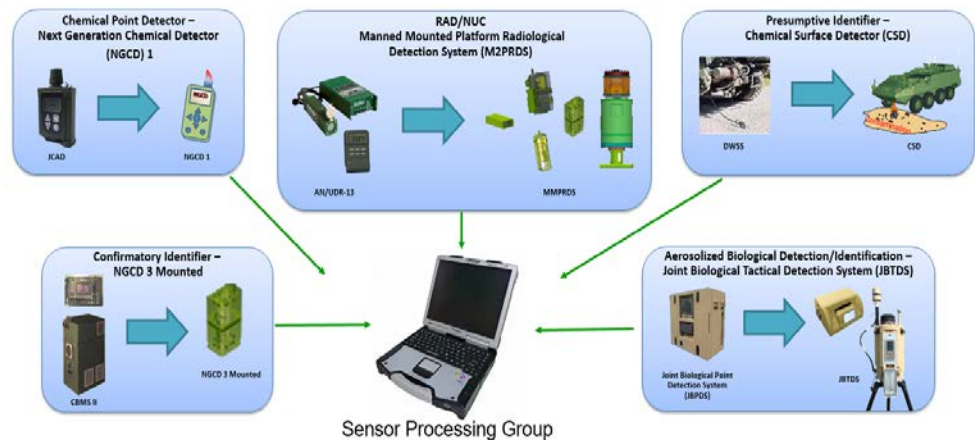 Chemical Point Detector –
Next Generation Chemical Detector
(NGCD) 1
JCAD
NGCD
NGCD 1
RAD/NUC
Manned Mounted Platform Radiological
Detection System (M2PRDS)
AN/UDR-13
MMPRDS
Presumptive Identifier –
Chemical Surface Detector (CSD)
DWSS
CSD
Confirmatory Identifier –
NGCD 3 Mounted
CBMS II
NGCD 3 Mounted
Aerosolized Biological Detection/Identification –
Joint Biological Tactical Detection System (JBTDS)
Joint Biological Point
Detection System
(JBPDS)
JBTDS
Sensor Processing Group